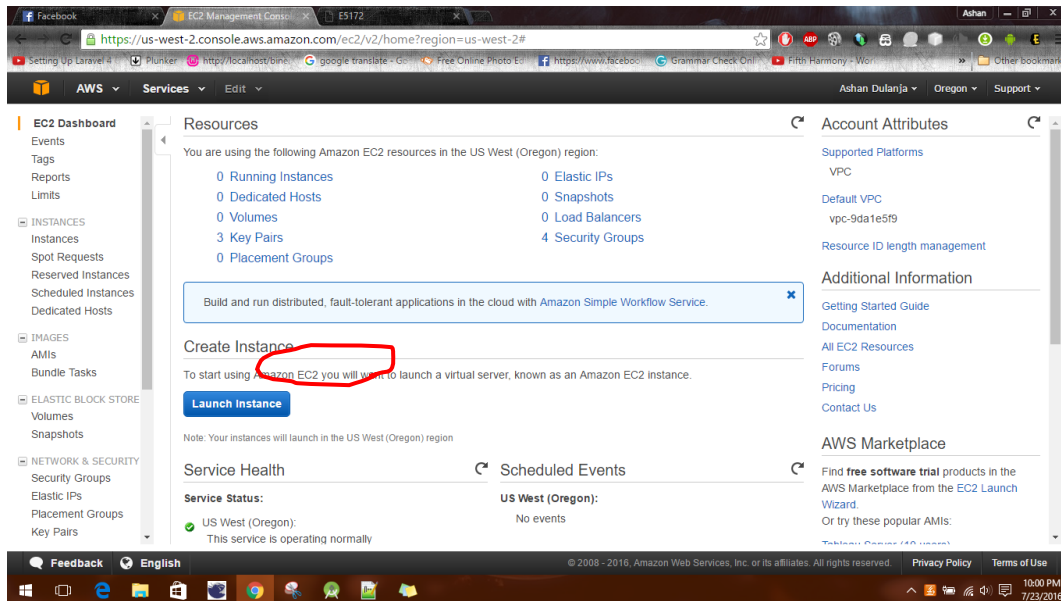 Facebook
EC2 Management Consol
E5172
Ashan
https://us-west-2.console.aws.amazon.com/ec2/v2/home?region=us-west-2#
Setting Up Laravel 4
Plunker
http://localhost/bine
google translate - Go
Free Online Photo Ed
https://www.faceboo
Grammar Check Onli
Fifth Harmony - Wor
»
Other bookmark
AWS
Services
Edit
Ashan Dulanja
Oregon
Support
EC2 Dashboard
Events
Tags
Reports
Limits
INSTANCES
Instances
Spot Requests
Reserved Instances
Scheduled Instances
Dedicated Hosts
IMAGES
AMIs
Bundle Tasks
ELASTIC BLOCK STORE
Volumes
Snapshots
NETWORK & SECURITY
Security Groups
Elastic IPs
Placement Groups
Key Pairs
Resources
You are using the following Amazon EC2 resources in the US West (Oregon) region:
0 Running Instances
0 Elastic IPs
0 Dedicated Hosts
0 Snapshots
0 Volumes
0 Load Balancers
3 Key Pairs
4 Security Groups
0 Placement Groups
Build and run distributed, fault-tolerant applications in the cloud with Amazon Simple Workflow Service.
Create Instance
To start using Amazon EC2 you will want to launch a virtual server, known as an Amazon EC2 instance.
Launch Instance
Note: Your instances will launch in the US West (Oregon) region
Service Health
Service Status:
US West (Oregon):
This service is operating normally
Scheduled Events
US West (Oregon):
No events
Account Attributes
Supported Platforms
VPC
Default VPC
vpc-9da1e5f9
Resource ID length management
Additional Information
Getting Started Guide
Documentation
All EC2 Resources
Forums
Pricing
Contact Us
AWS Marketplace
Find free software trial products in the
AWS Marketplace from the EC2 Launch
Wizard.
Or try these popular AMIs:
Tableau Server (10 users)
Feedback
English
© 2008 - 2016, Amazon Web Services, Inc. or its affiliates. All rights reserved.
Privacy Policy
Terms of Use
10:00 PM
7/23/2016